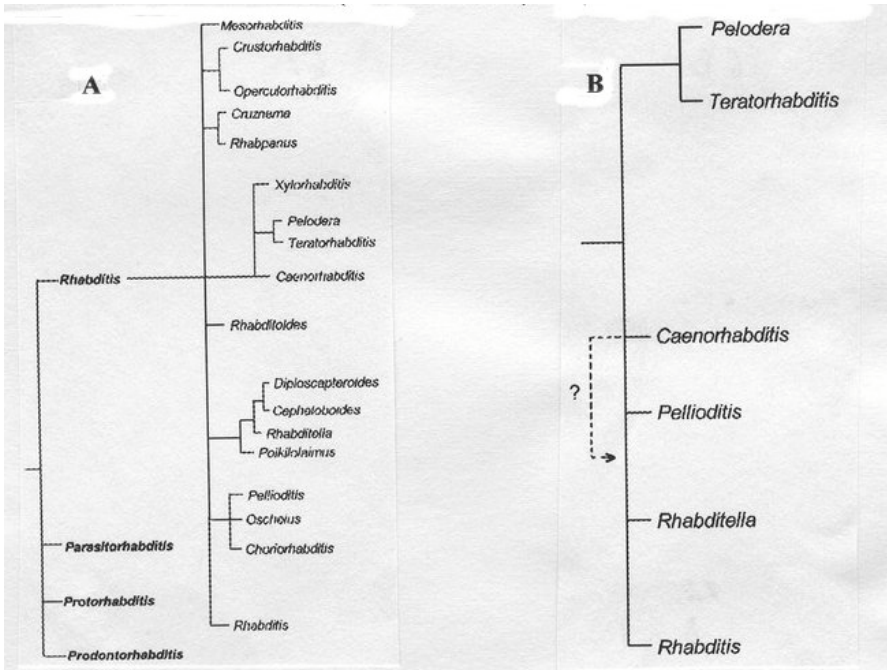 A
Mesorhabditis
Crustorhabditis
Operculorhabditis
Cruznema
Rhabpanus
Xylorhabditis
Pelodera
Teratorhabditis
Rhabditis
Caenorhabditis
Rhabditoides
Diploscapteroides
Cephaloboides
Rhabditella
Poikilolaimus
Pellioditis
Oscheius
Parasitorhabditis
Choriorhabditis
Protorhabditis
Rhabditis
Prodontorhabditis
B
Pelodera
Teratorhabditis
Caenorhabditis
?
Pellioditis
Rhabditella
Rhabditis